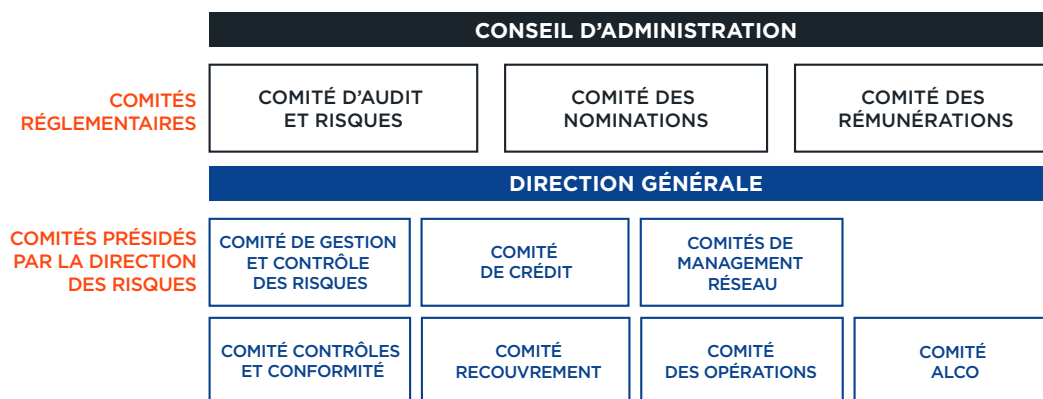 CONSEIL D'ADMINISTRATION
COMITÉS
RÉGLEMENTAIRES
COMITÉ D'AUDIT
ET RISQUES
COMITÉ DES
NOMINATIONS
COMITÉ DES
RÉMUNÉRATIONS
DIRECTION GÉNÉRALE
COMITÉS PRÉSIDÉS
PAR LA DIRECTION
DES RISQUES
COMITÉ DE GESTION
ET CONTRÔLE
DES RISQUES
COMITÉ
DE CRÉDIT
COMITÉS DE
MANAGEMENT
RÉSEAU
COMITÉ CONTRÔLES
ET CONFORMITÉ
COMITÉ
RECOUVREMENT
COMITÉ
DES OPÉRATIONS
COMITÉ
ALCO